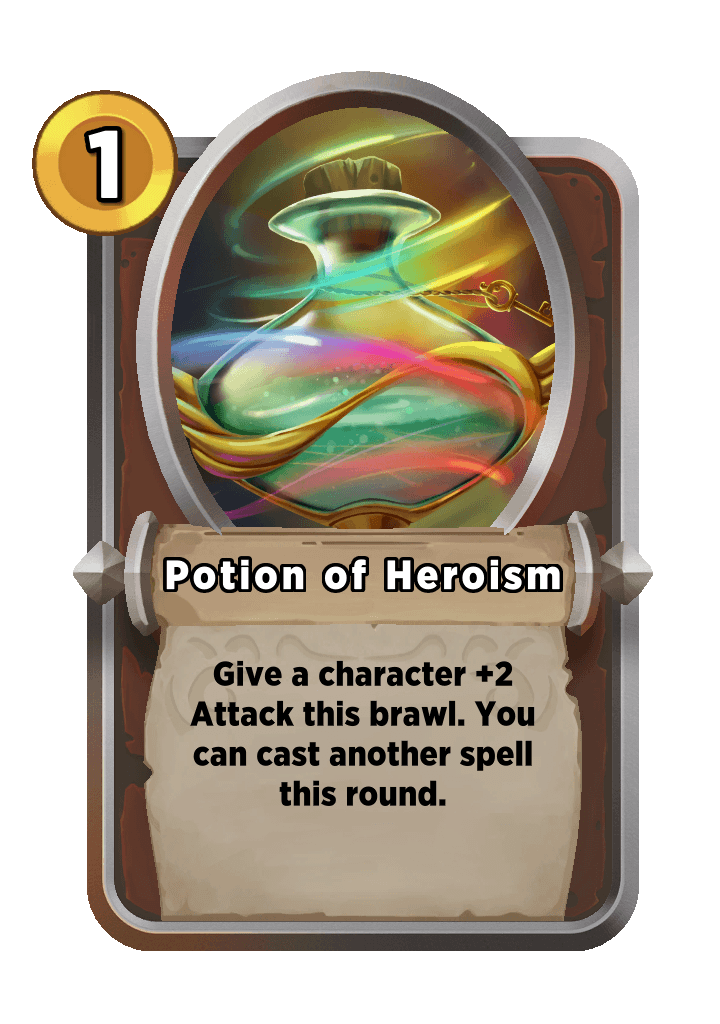 1
Potion of Heroism
Give a character +2
Attack this brawl. You
can cast another spell
this round.